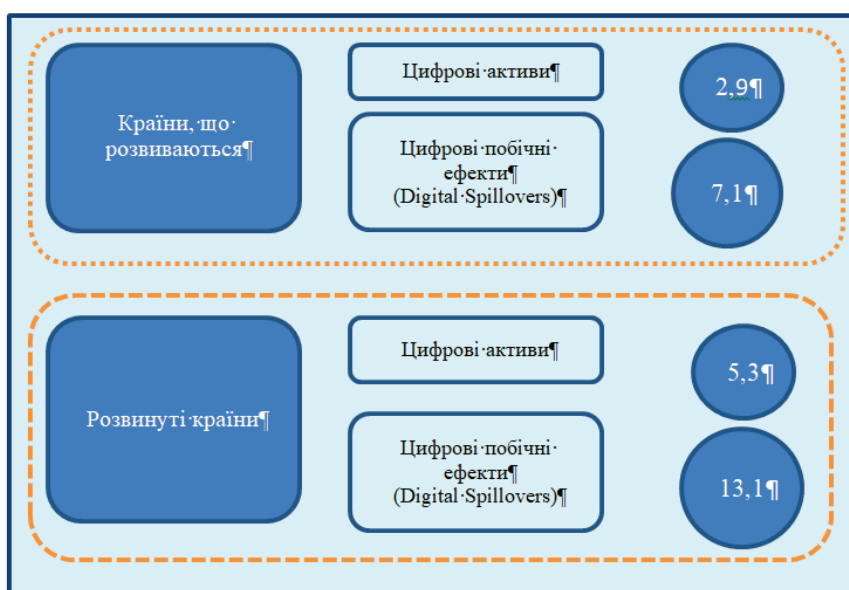 Країни,·що·
розвиваються¶
Цифрові·активи¶
2,9¶
Цифрові·побічні·
ефекти¶
(Digital·Spillovers)¶
7,1¶
Розвинуті·країни¶
Цифрові·активи¶
5,3¶
Цифрові·побічні·
ефекти¶
(Digital·Spillovers)¶
13,1¶